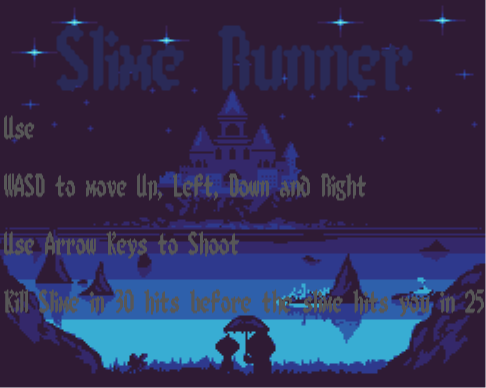 Slime Runner
Use
WASD to move Up, Left, Down and Right
Use Arrow Keys to Shoot
Kill Slime in 30 hits before the slime hits you in 25